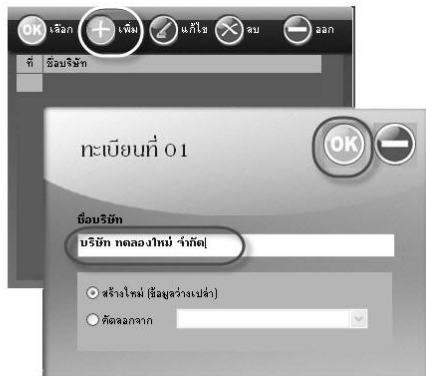 OK เลือก เพิ่ม แก้ไข ลบ ออก
ที่ ชื่อบริษัท
ทะเบียนที่ 01 OK
ชื่อบริษัท
บริษัท ทดลองใหม่ จำกัด
สร้างใหม่ (ข้อมูลว่างเปล่า)
คัดลอกจาก